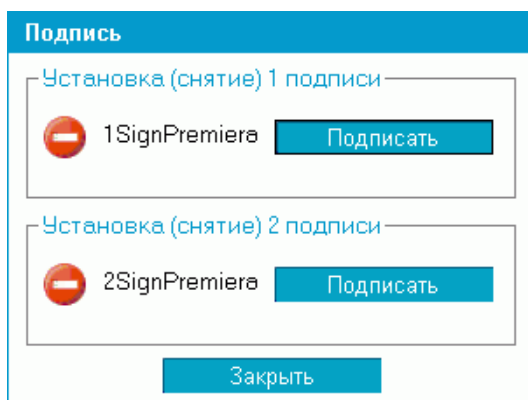 Подпись
Установка (снятие) 1 подписи
1SignPremiera Подписать
Установка (снятие) 2 подписи
2SignPremiera Подписать
Закрыть